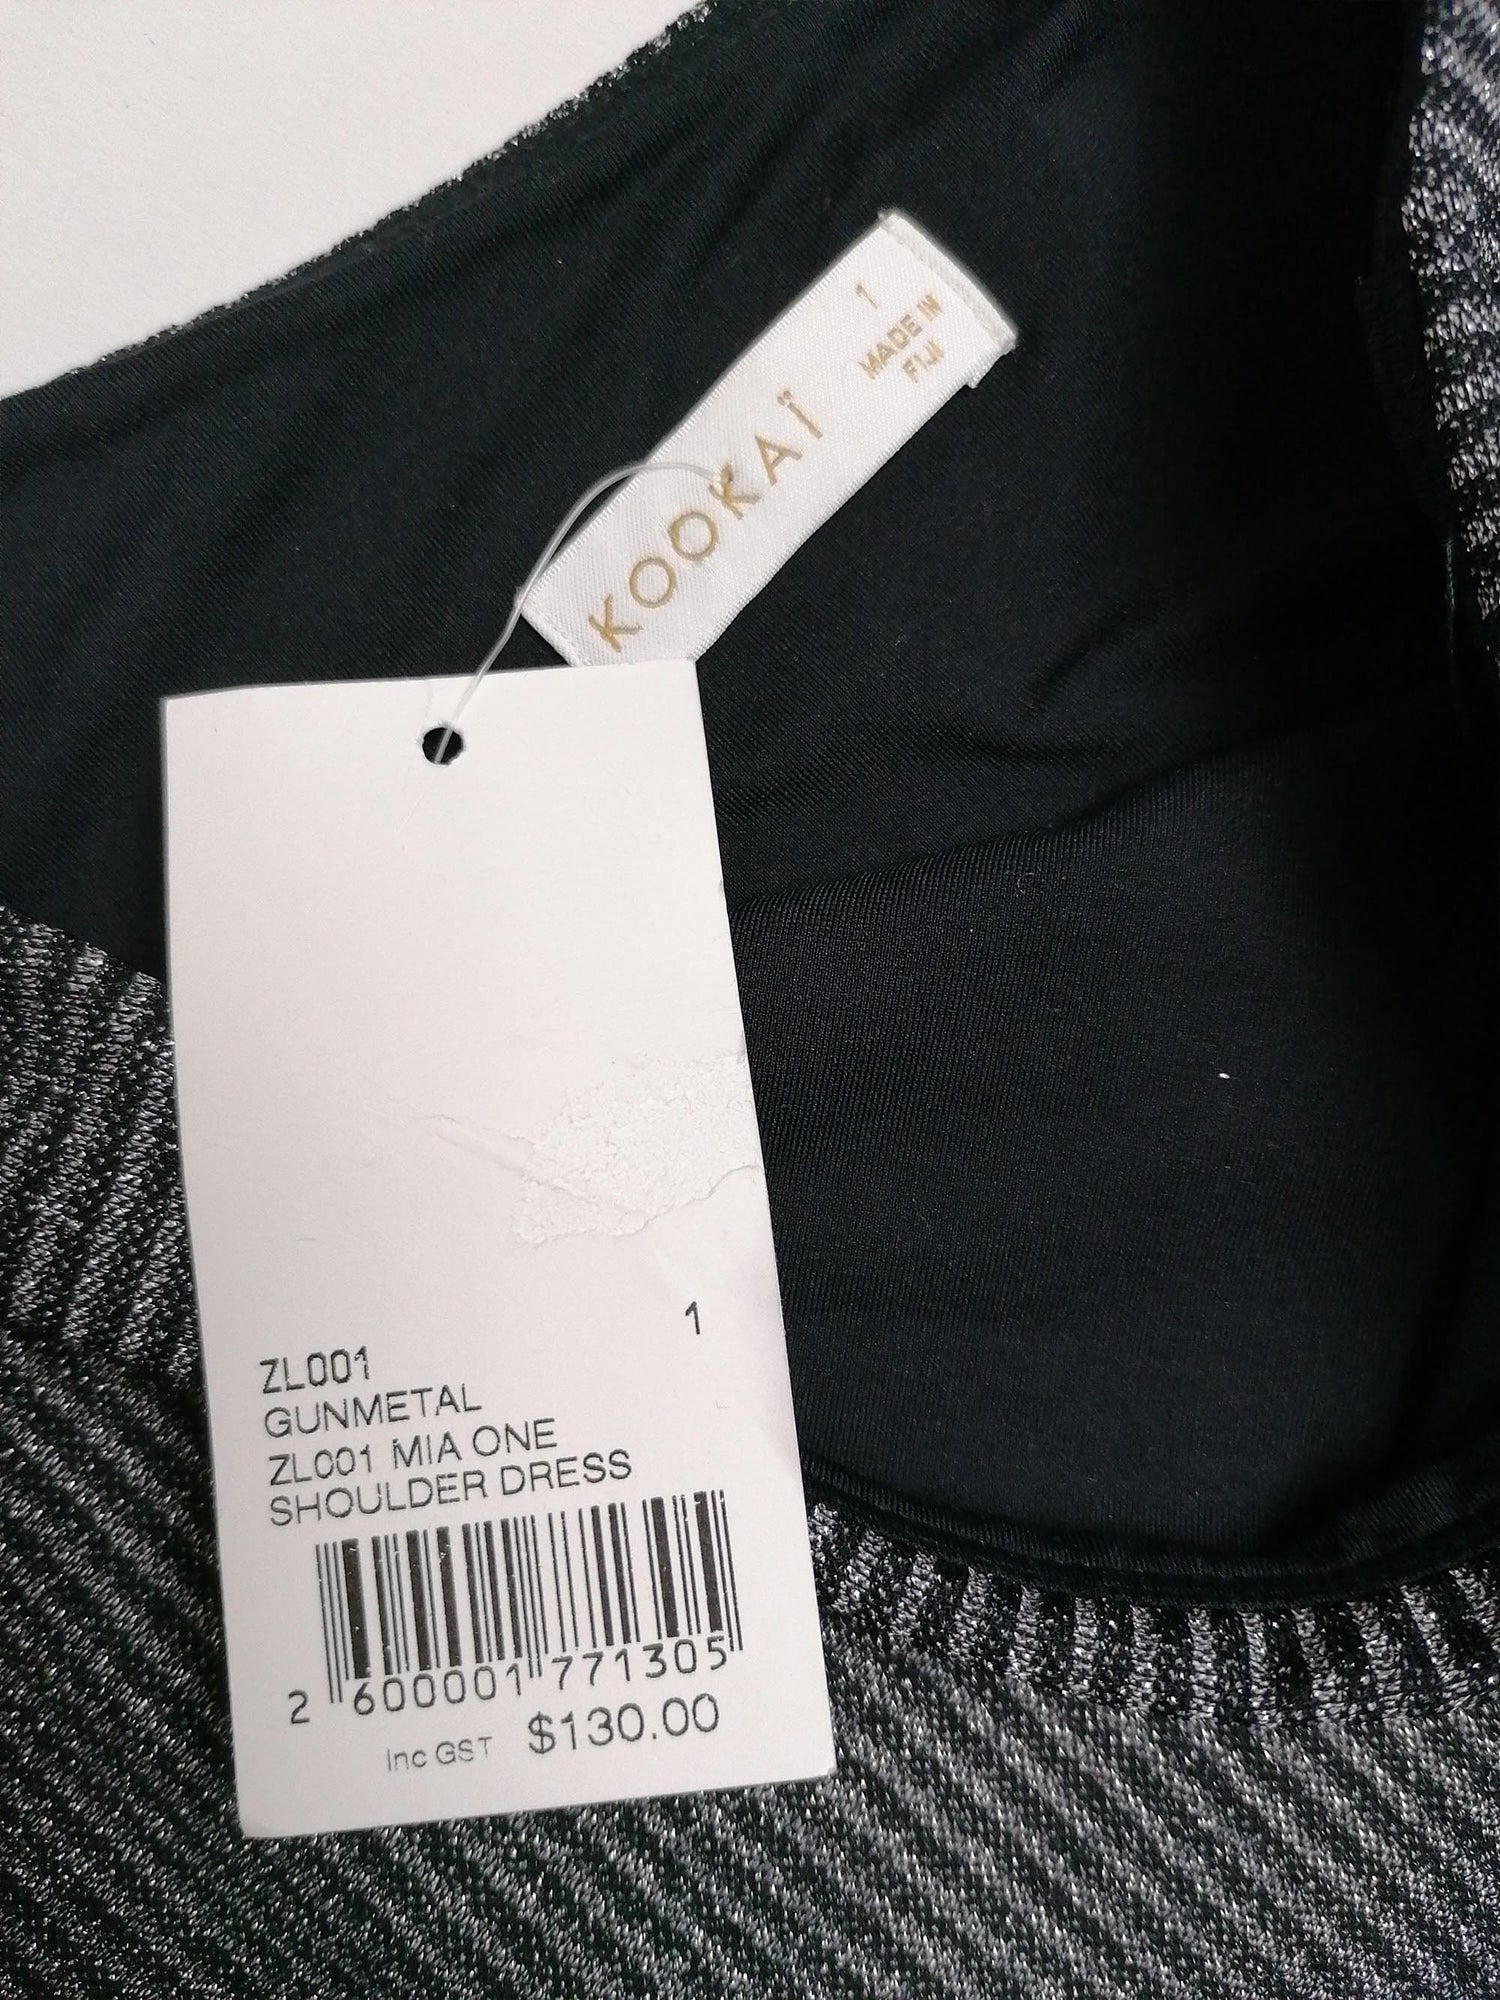 1
MADE IN
FIJI
KOOKAÏ
1
ZL001
GUNMETAL
ZL001 MIA ONE
SHOULDER DRESS
2 600001 771305
Inc GST $130.00